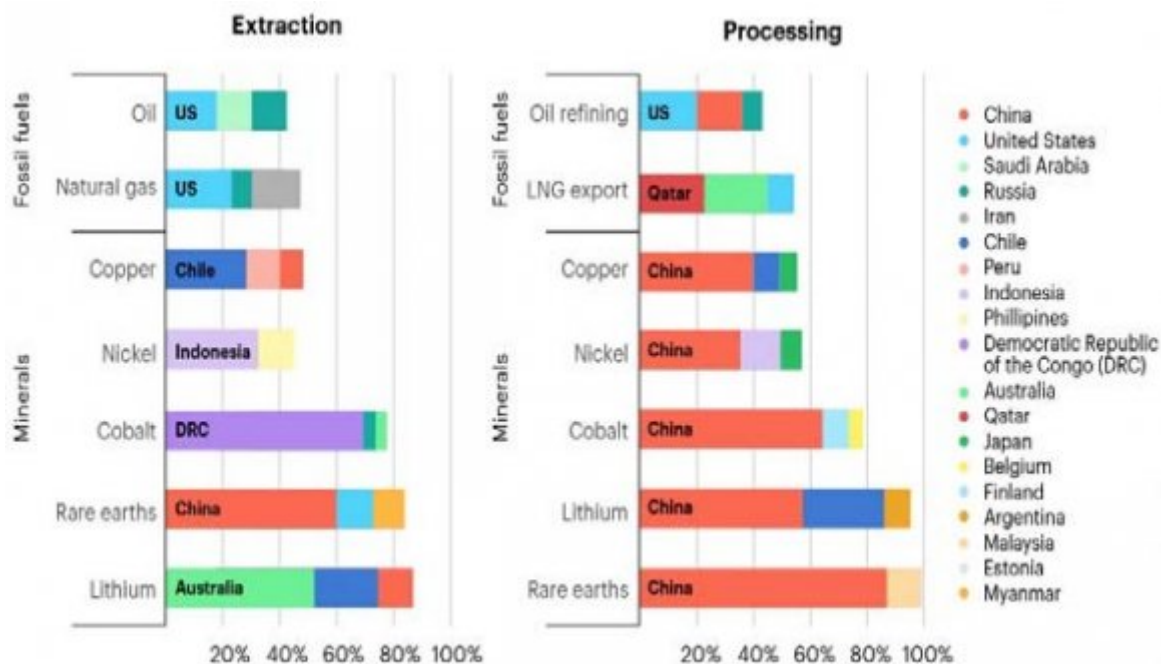 Extraction
Fossil fuels
Oil
US
Natural gas
US
Minerals
Copper
Chile
Nickel
Indonesia
Cobalt
DRC
Rare earths
China
Lithium
Australia
20% 40% 60% 80% 100%
Processing
Fossil fuels
Oil refining
US
LNG export
Qatar
Minerals
Copper
China
Nickel
China
Cobalt
China
Lithium
China
Rare earths
China
20% 40% 60% 80% 100%
China
United States
Saudi Arabia
Russia
Iran
Chile
Peru
Indonesia
Phillipines
Democratic Republic
of the Congo (DRC)
Australia
Qatar
Japan
Belgium
Finland
Argentina
Malaysia
Estonia
Myanmar